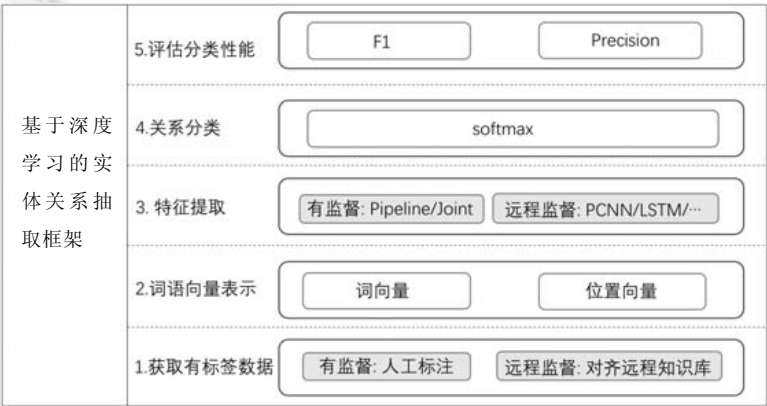 基于深度
学习的实
体关系抽
取框架
5.评估分类性能
F1
Precision
4.关系分类
softmax
3. 特征提取
有监督: Pipeline/Joint
远程监督: PCNN/LSTM/···
2.词语向量表示
词向量
位置向量
1.获取有标签数据
有监督: 人工标注
远程监督: 对齐远程知识库